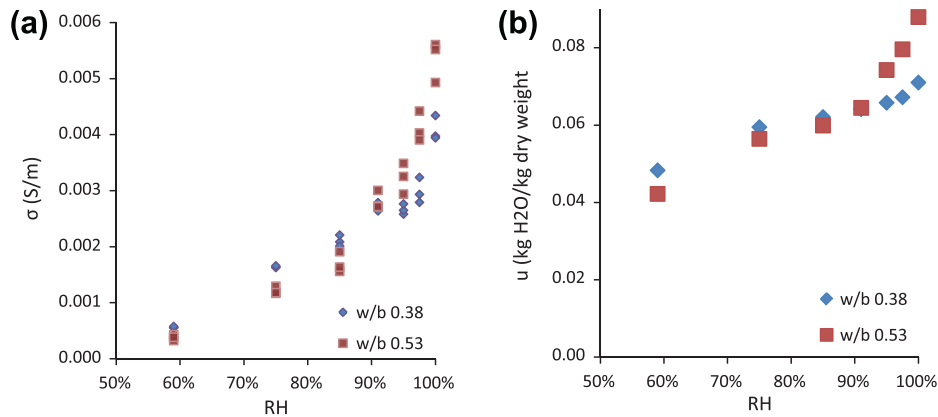 (a)
0.006
0.005
0.004
0.003
0.002
0.001
0.000
σ (S/m)
w/b 0.38
w/b 0.53
50% 60% 70% 80% 90% 100%
RH
(b)
0.08
0.06
0.04
0.02
0.00
u (kg H2O/kg dry weight
w/b 0.38
w/b 0.53
50% 60% 70% 80% 90% 100%
RH